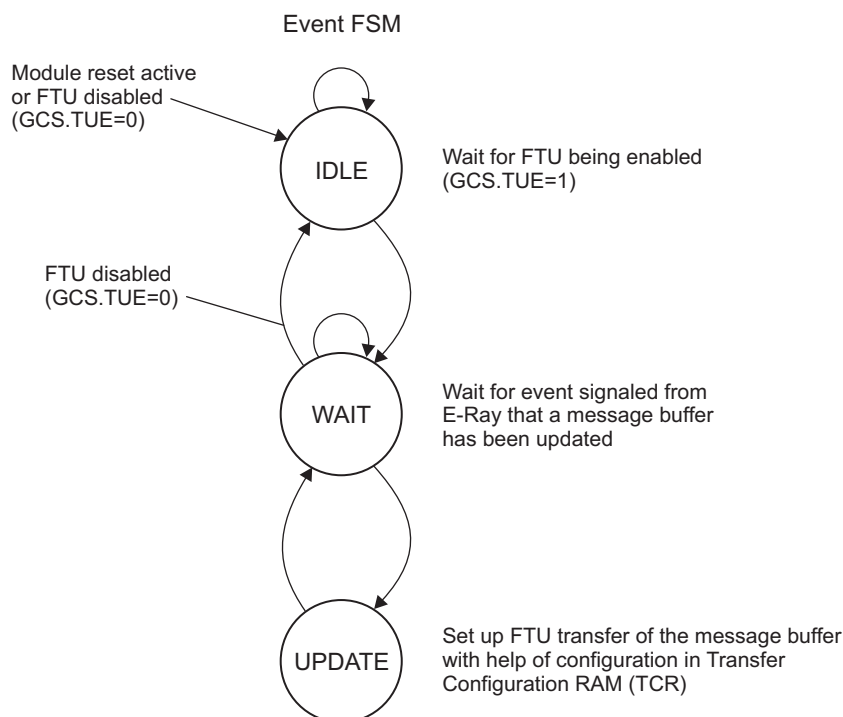 Event FSM
Module reset active
or FTU disabled
(GCS.TUE=0)
IDLE
Wait for FTU being enabled
(GCS.TUE=1)
FTU disabled
(GCS.TUE=0)
WAIT
Wait for event signaled from
E-Ray that a message buffer
has been updated
UPDATE
Set up FTU transfer of the message buffer
with help of configuration in Transfer
Configuration RAM (TCR)